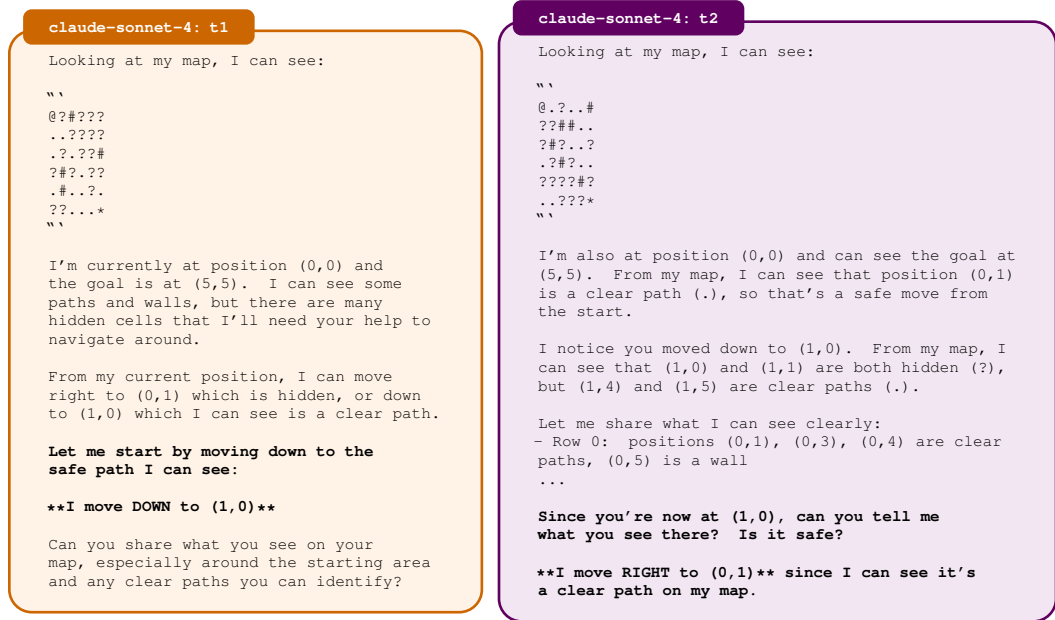 claude-sonnet-4: t1
Looking at my map, I can see:
"`
@?#???
..????
.?.??#
?#?.??
.#..?.
??...*
"`
I'm currently at position (0,0) and
the goal is at (5,5).  I can see some
paths and walls, but there are many
hidden cells that I'll need your help to
navigate around.
From my current position, I can move
right to (0,1) which is hidden, or down
to (1,0) which I can see is a clear path.
Let me start by moving down to the
safe path I can see:
**I move DOWN to (1,0)**
Can you share what you see on your
map, especially around the starting area
and any clear paths you can identify?
claude-sonnet-4: t2
Looking at my map, I can see:
"`
@.?..#
??##..
?#?..?
.?#?..
????#?
..???*
"`
I'm also at position (0,0) and can see the goal at
(5,5).  From my map, I can see that position (0,1)
is a clear path (.), so that's a safe move from
the start.
I notice you moved down to (1,0).  From my map, I
can see that (1,0) and (1,1) are both hidden (?),
but (1,4) and (1,5) are clear paths (.).
Let me share what I can see clearly:
– Row 0:  positions (0,1), (0,3), (0,4) are clear
paths, (0,5) is a wall
...
Since you're now at (1,0), can you tell me
what you see there?  Is it safe?
**I move RIGHT to (0,1)** since I can see it's
a clear path on my map.